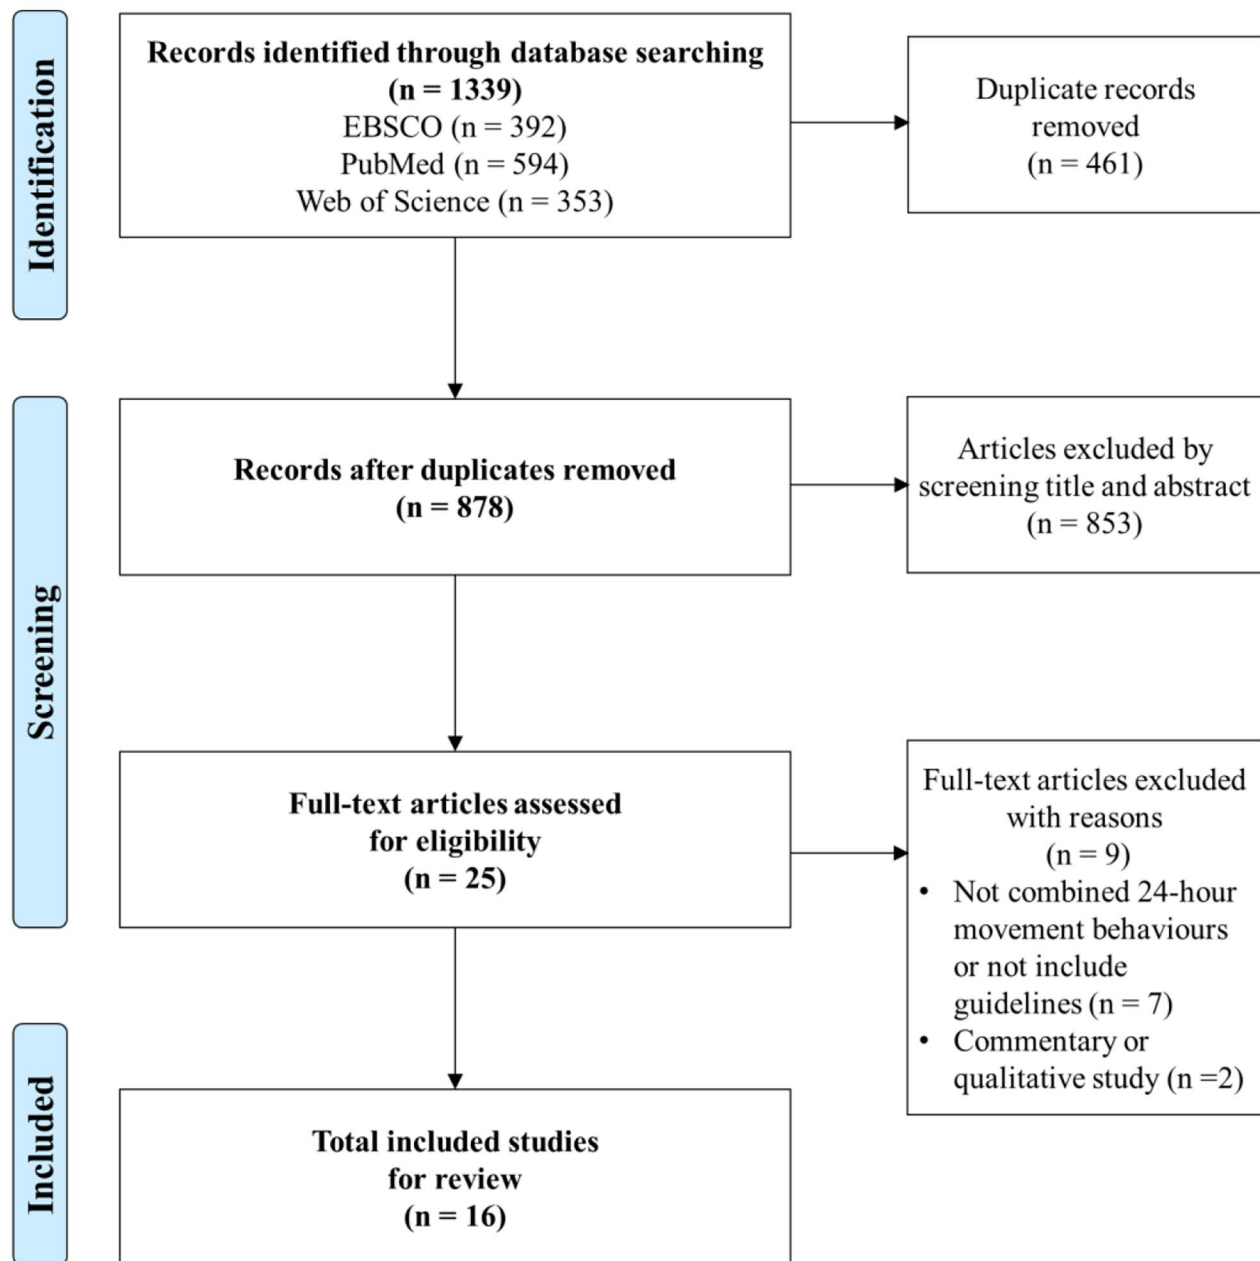 Identification
Records identified through database searching
(n = 1339)
EBSCO (n = 392)
PubMed (n = 594)
Web of Science (n = 353)
Duplicate records
removed
(n = 461)
Screening
Records after duplicates removed
(n = 878)
Articles excluded by
screening title and abstract
(n = 853)
Full-text articles assessed
for eligibility
(n = 25)
Full-text articles excluded
with reasons
(n = 9)
• Not combined 24-hour
movement behaviours
or not include
guidelines (n = 7)
• Commentary or
qualitative study (n =2)
Included
Total included studies
for review
(n = 16)